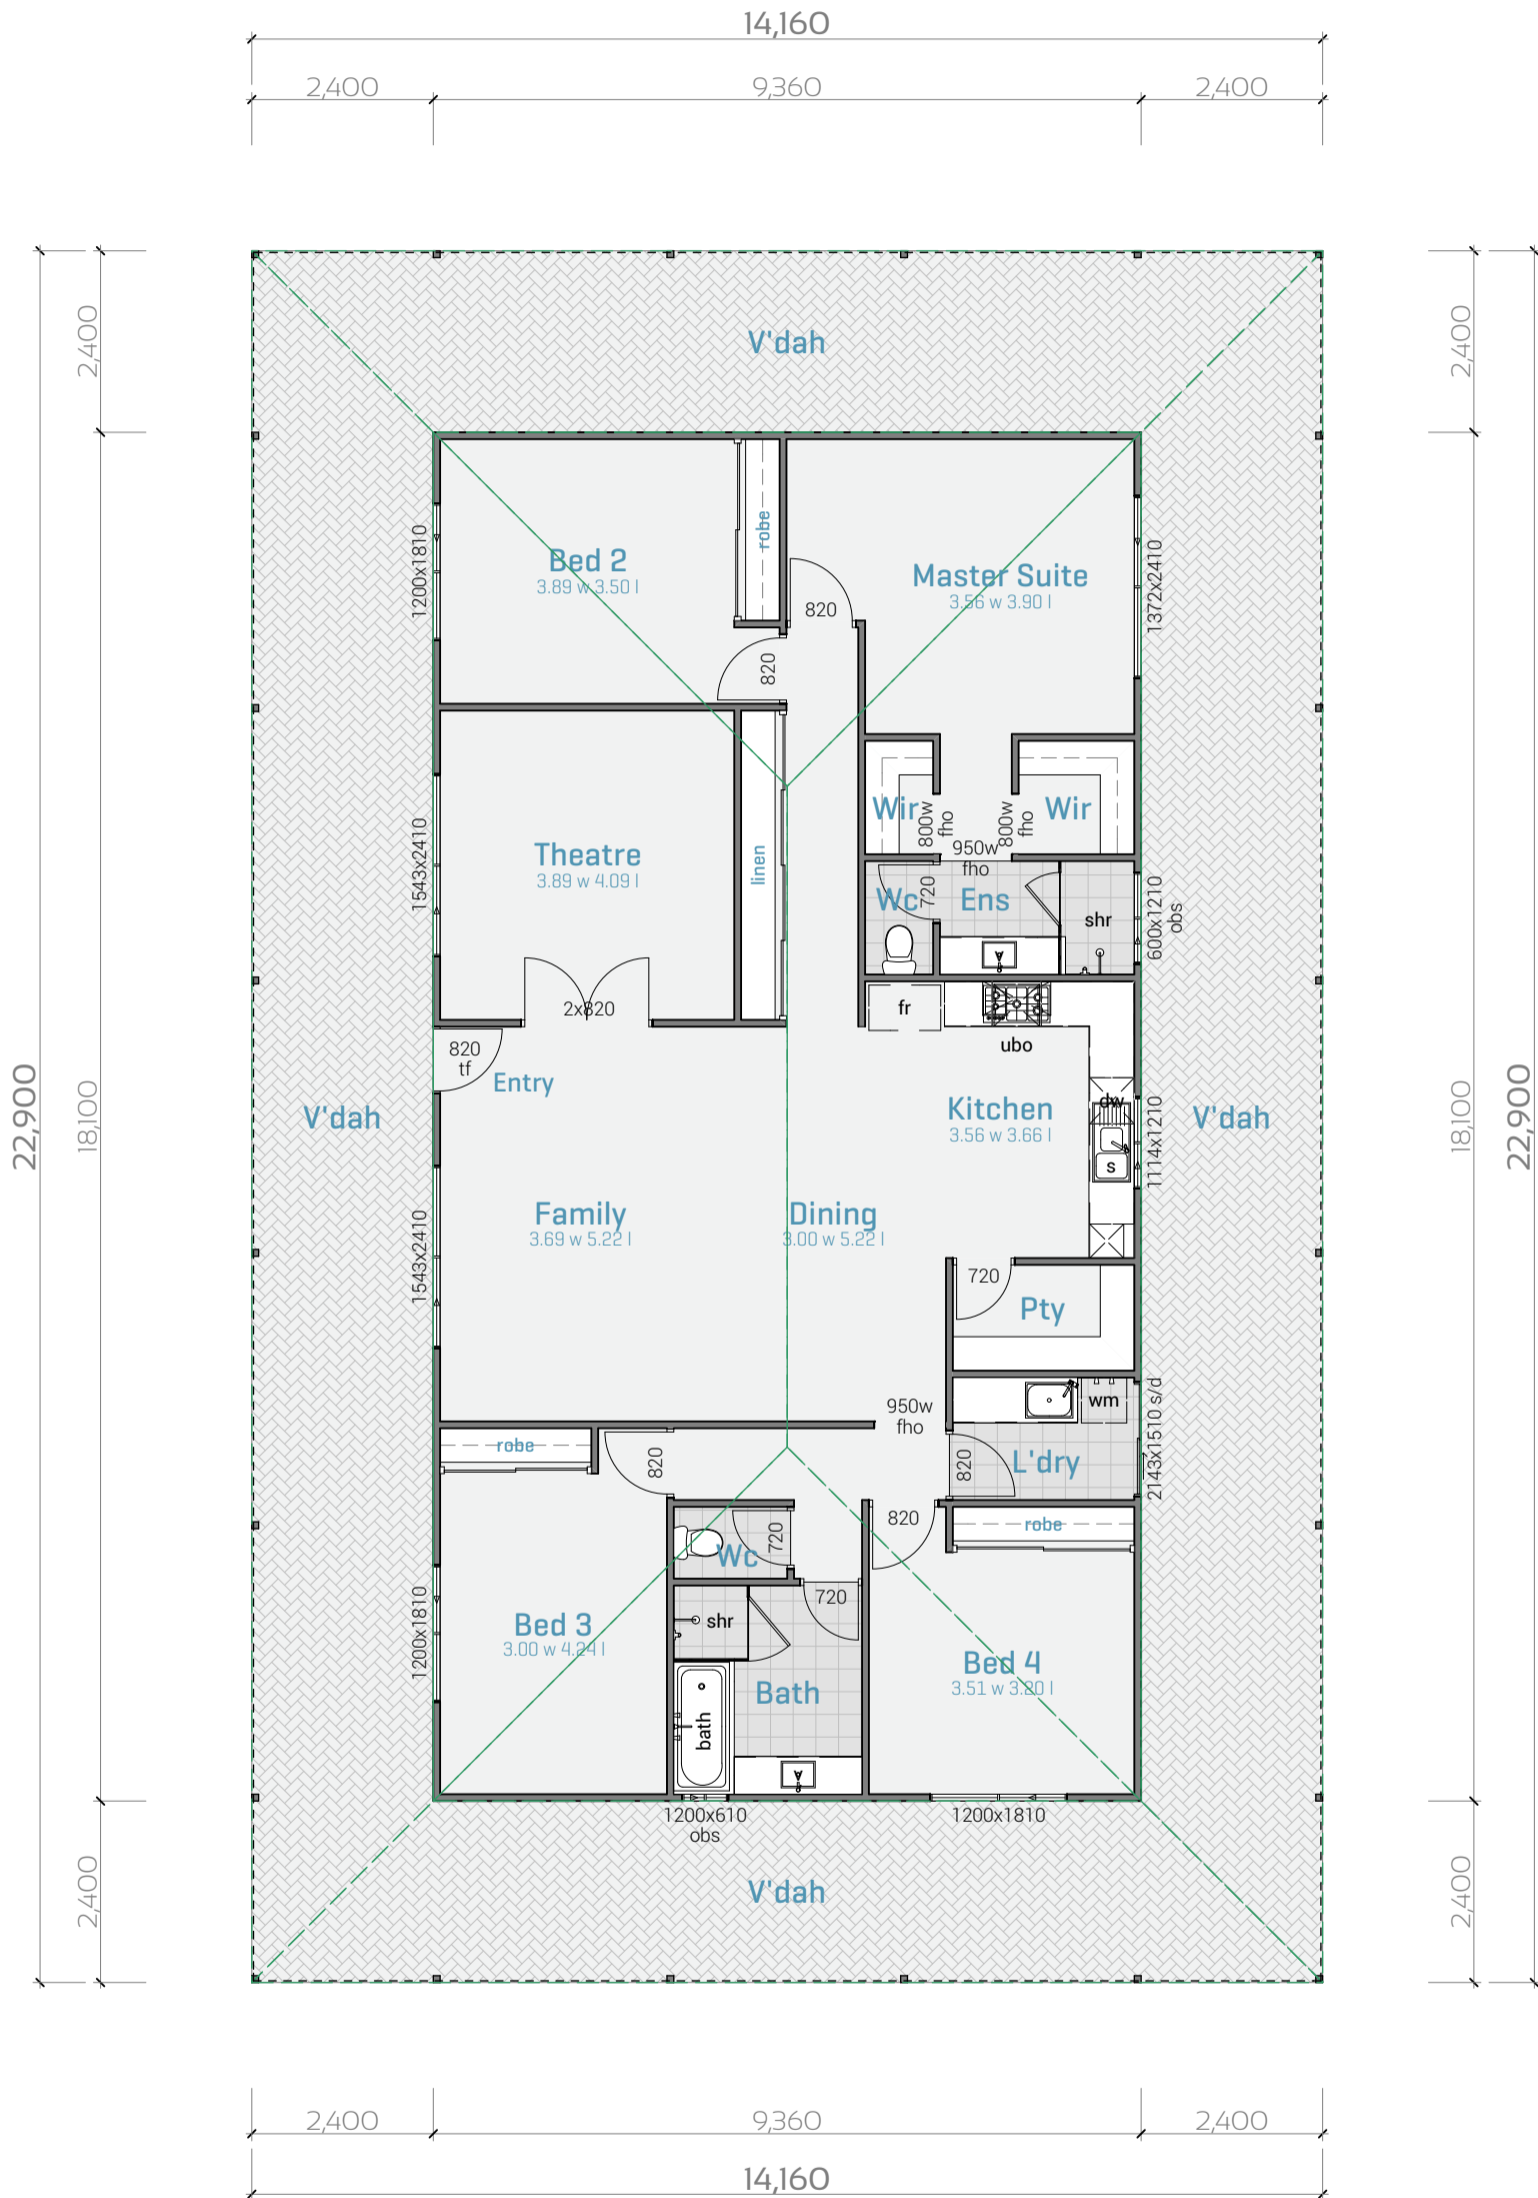 14,160
2,400
9,360
2,400
2,400
2,400
V'dah
robe
Bed 2
3.89 w 3.50 l
1200x1810
Master Suite
3.56 w 3.90 l
1372x2410
820
820
Wir
800w
fho
800w
fho
Wir
950w
fho
Theatre
3.89 w 4.09 l
1543x2410
linen
Wc
720
Ens
shr
600x1210
obs
2x820
fr
ubo
820
tf
Entry
22,900
18,100
V'dah
Kitchen
3.56 w 3.66 l
dw
s
1114x1210
V'dah
18,100
22,900
Family
3.69 w 5.22 l
Dining
3.00 w 5.22 l
1543x2410
720
Pty
950w
fho
wm
2143x1510 s/d
robe
820
820
L'dry
820
robe
Wc
720
720
1200x1810
Bed 3
3.00 w 4.24 l
shr
Bed 4
3.51 w 3.20 l
Bath
bath
1200x610
obs
1200x1810
2,400
V'dah
2,400
2,400
9,360
2,400
14,160